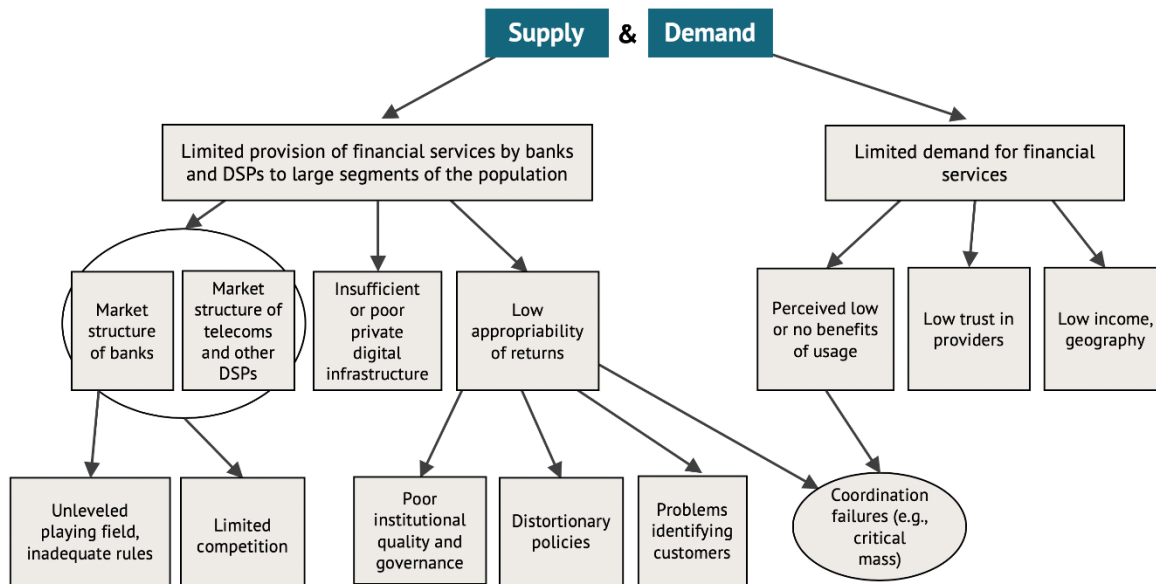 Supply & Demand
Limited provision of financial services by banks
and DSPs to large segments of the population
Limited demand for financial
services
Market
structure
of banks
Market
structure of
telecoms
and other
DSPs
Insufficient
or poor
private
digital
infrastructure
Low
appropriability
of returns
Perceived low
or no benefits
of usage
Low trust in
providers
Low income,
geography
Unleveled
playing field,
inadequate rules
Limited
competition
Poor
institutional
quality and
governance
Distortionary
policies
Problems
identifying
customers
Coordination
failures (e.g.,
critical
mass)